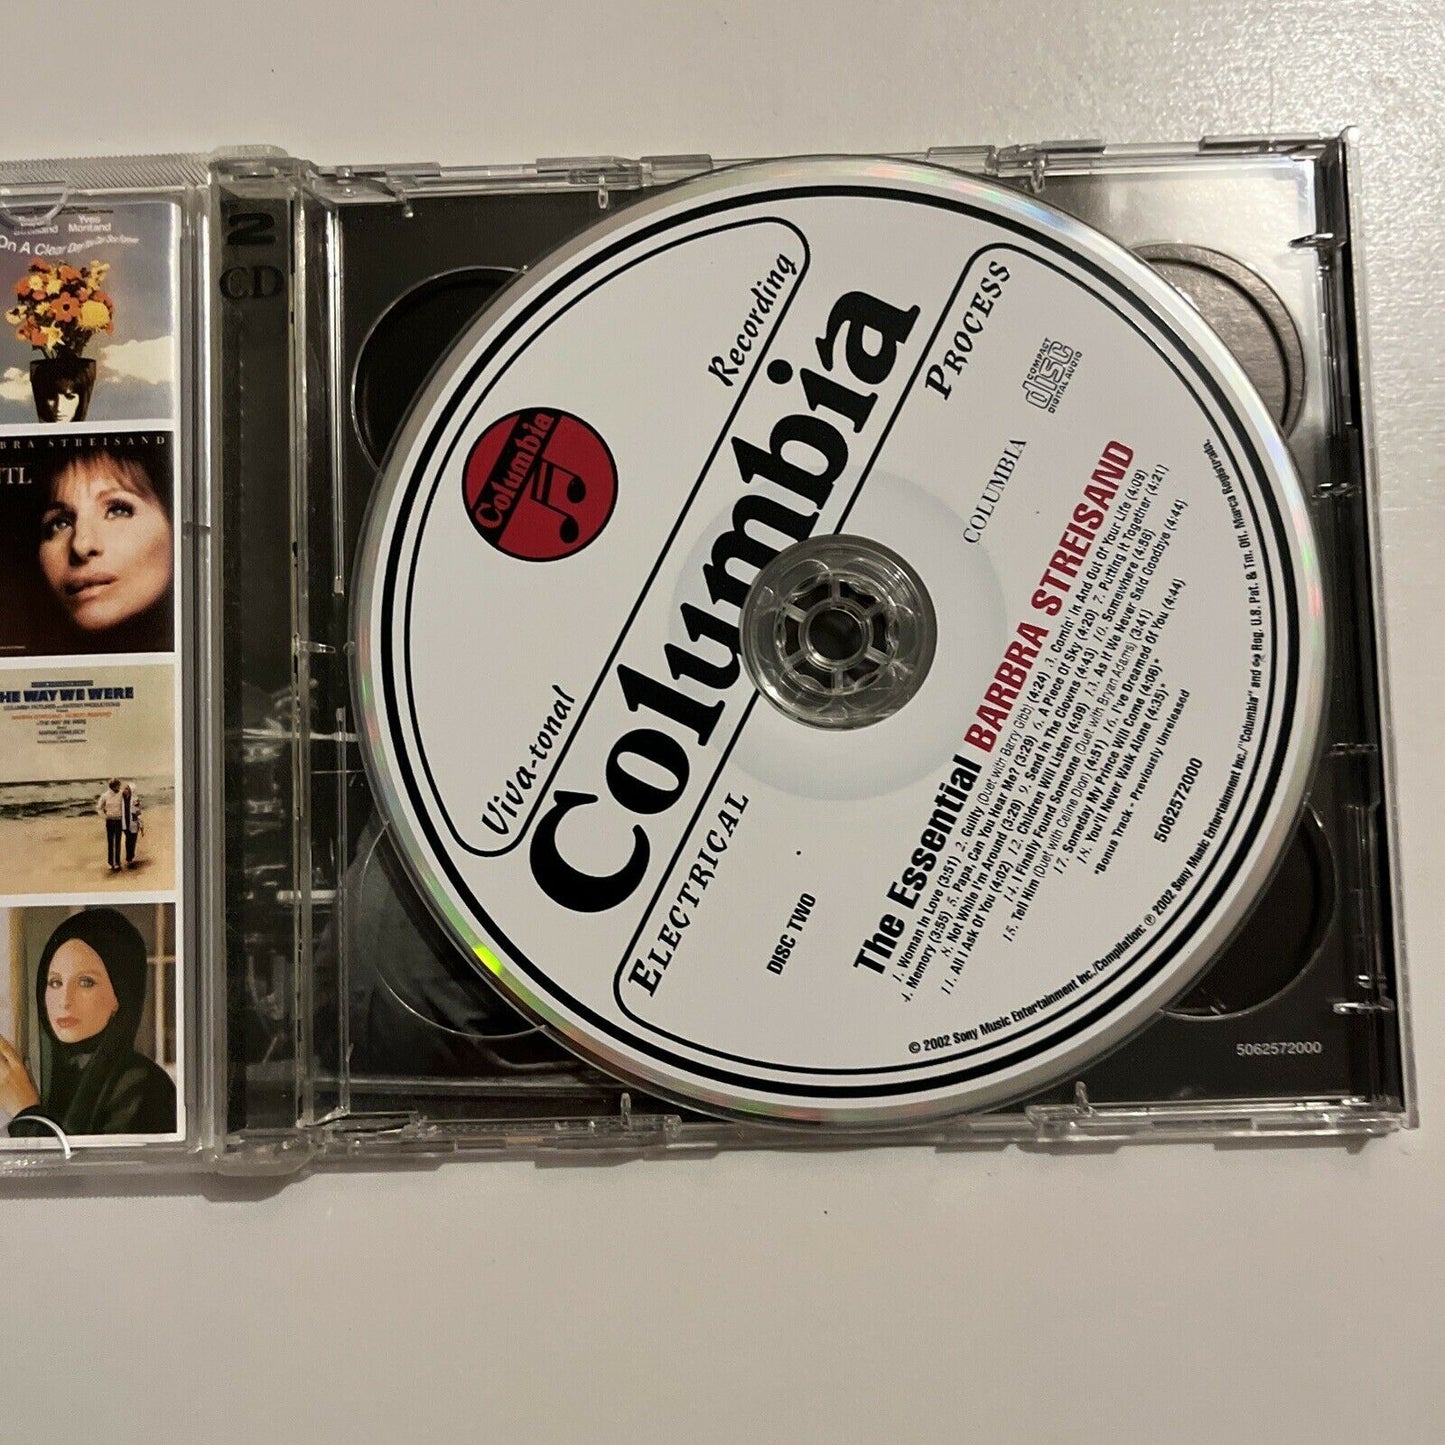 2
CD
Yves
Streisand Montand
On A Clear Day You Can See Forever
BRA STREISAND
NTL
THE WAY WE WERE
Viva-tonal
Recording
Columbia
Columbia
ELECTRICAL
PROCESS
COMPACT
disc
DIGITAL AUDIO
COLUMBIA
DISC TWO
The Essential BARBRA STREISAND
1. Woman In Love (3:51) 2. Guilty (Duet with Barry Gibb) (4:24) 3. Comin' In And Out Of Your Life (4:09)
4. Memory (3:55) 5. Papa, Can You Hear Me? (3:29) 6. A Piece Of Sky (4:20) 7. Putting It Together (4:21)
8. Not While I'm Around (3:29) 9. Send In The Clowns (4:43) 10. Somewhere (4:56)
11. All I Ask Of You (4:02) 12. Children Will Listen (4:09) 13. As If We Never Said Goodbye (4:44)
14. I Finally Found Someone (Duet with Bryan Adams) (3:41)
15. Tell Him (Duet with Celine Dion) (4:51) 16. I've Dreamed Of You (4:44)
17. Someday My Prince Will Come (4:08)*
18. You'll Never Walk Alone (4:35)*
*Bonus Track - Previously Unreleased
5062572000
© 2002 Sony Music Entertainment Inc./Compilation: ℗ 2002 Sony Music Entertainment Inc./"Columbia" and Reg. U.S. Pat. & Tm. Off. Marca Registrada.
5062572000